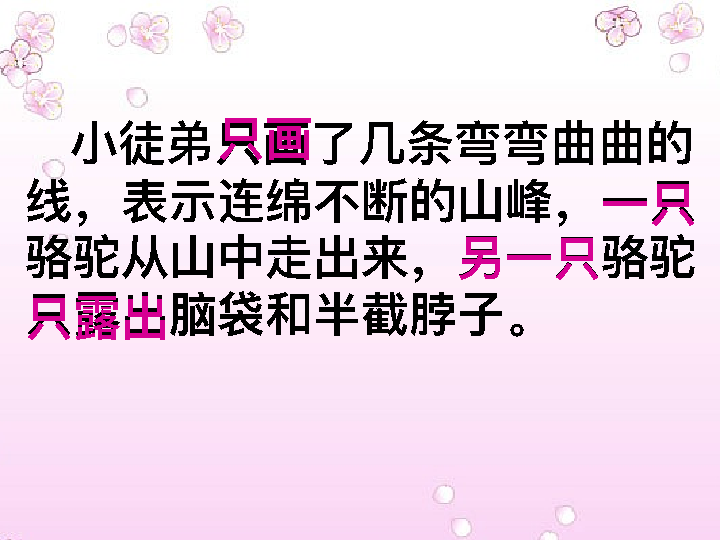 小徒弟只画了几条弯弯曲曲的
线，表示连绵不断的山峰，一只
骆驼从山中走出来，另一只骆驼
只露出脑袋和半截脖子。